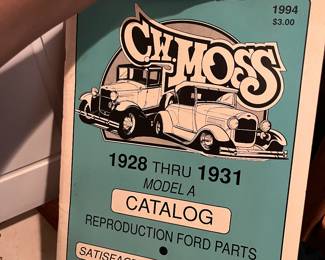 1994
$3.00
C.W. MOSS
1928 THRU 1931
MODEL A
CATALOG
REPRODUCTION FORD PARTS